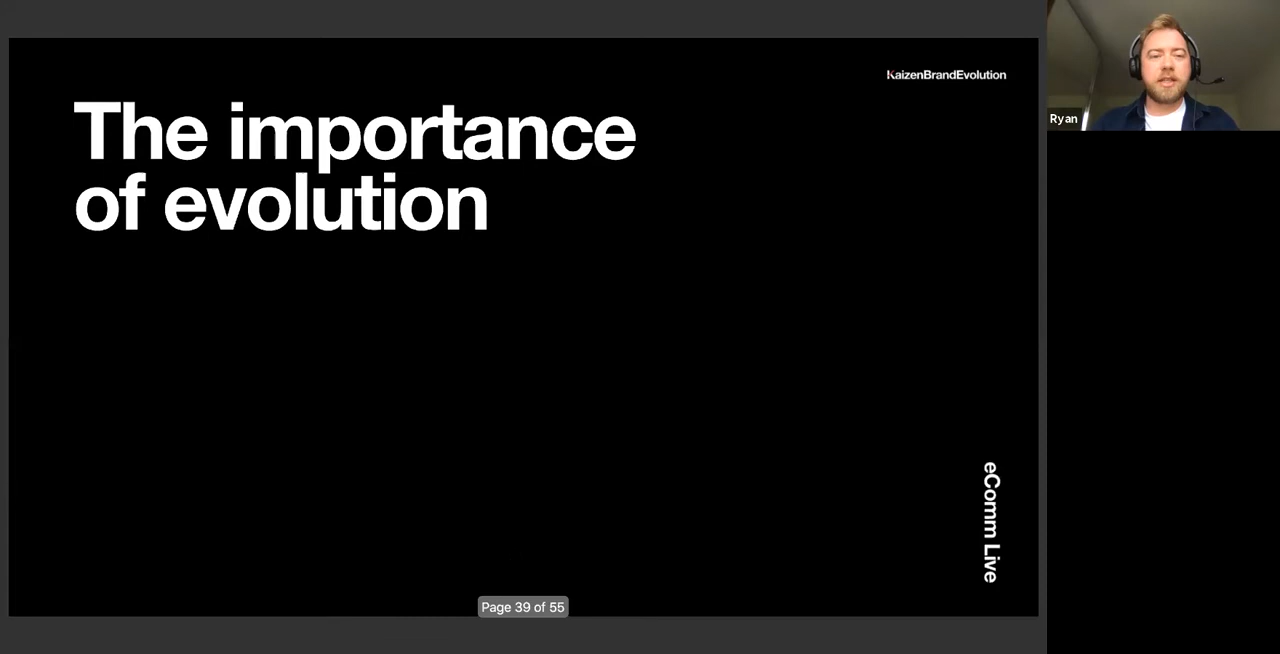 KaizenBrandEvolution
The importance
of evolution
eComm Live
Page 39 of 55
Ryan